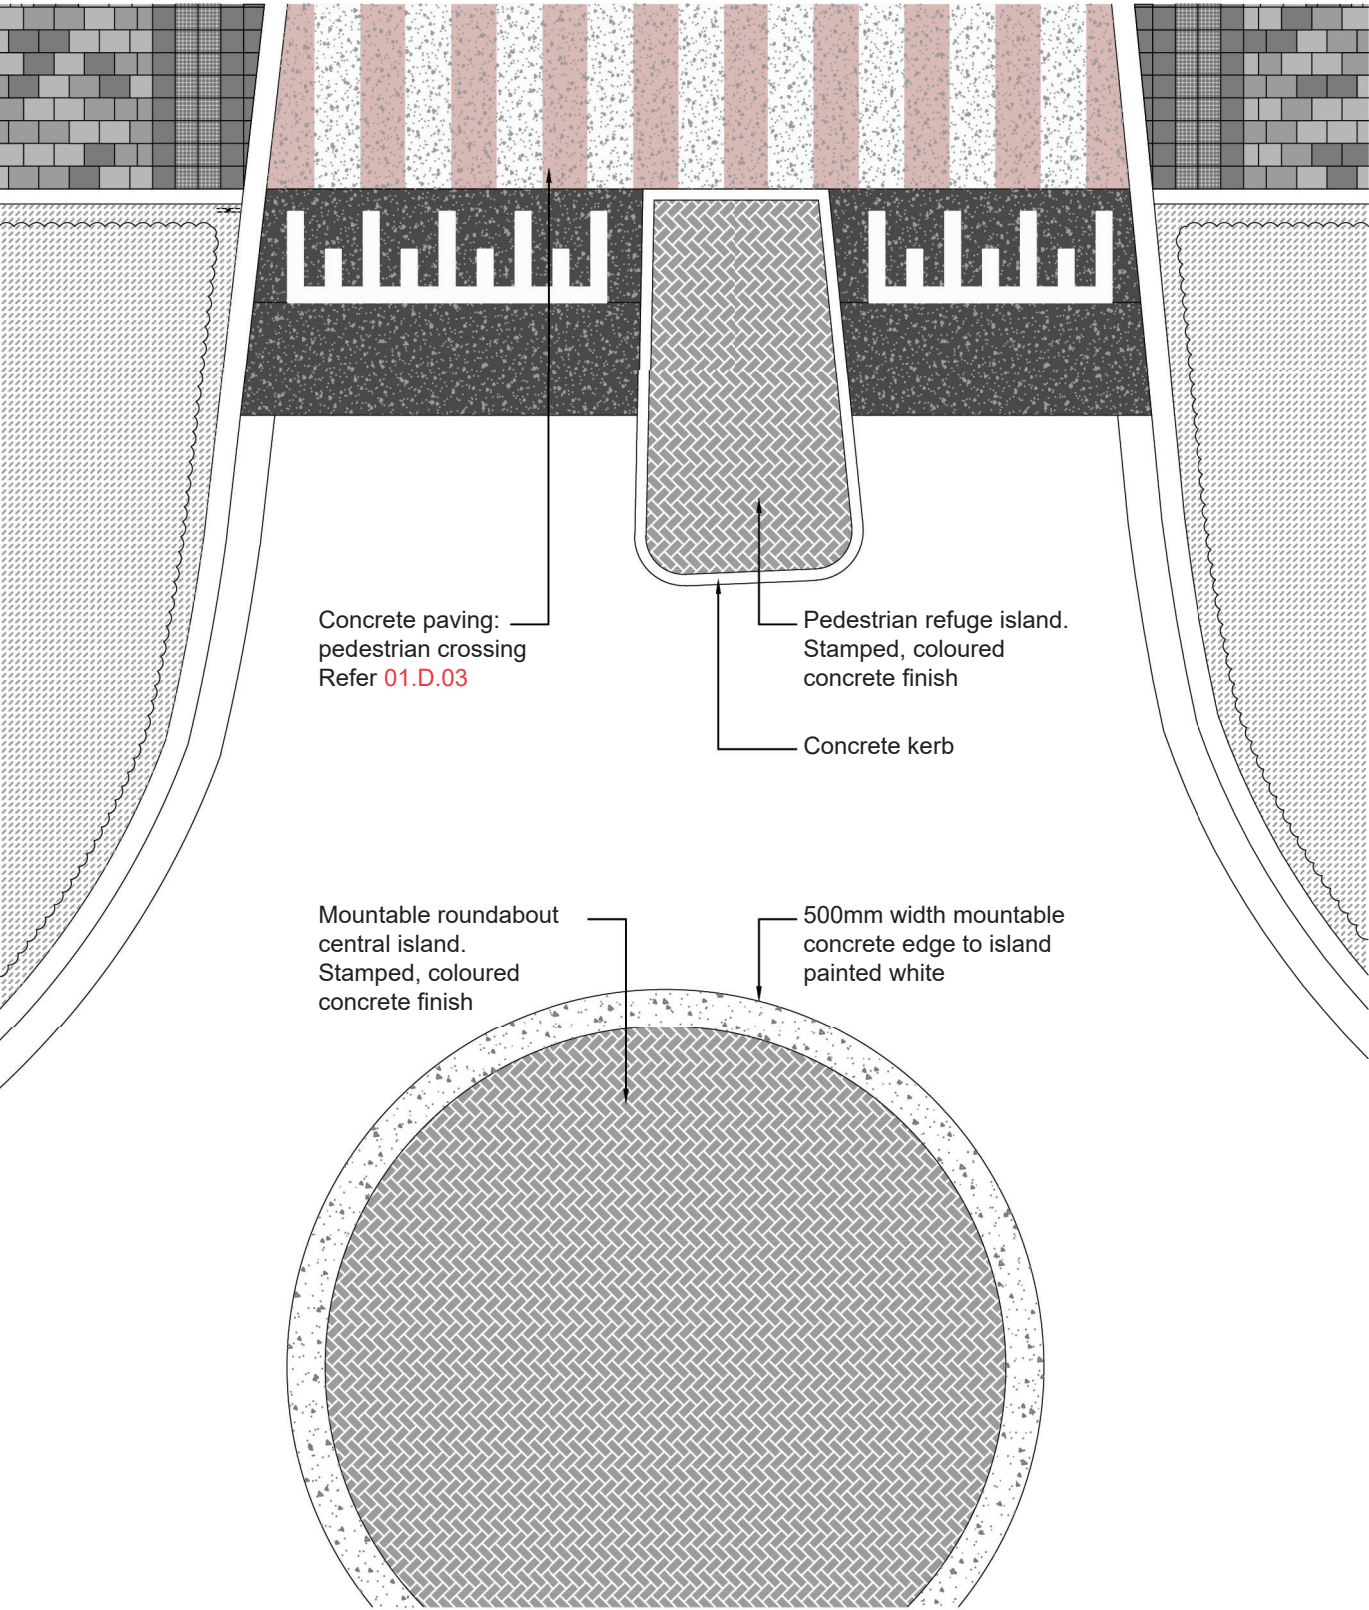 Concrete paving:
pedestrian crossing
Refer 01.D.03
Pedestrian refuge island.
Stamped, coloured
concrete finish
Concrete kerb
Mountable roundabout
central island.
Stamped, coloured
concrete finish
500mm width mountable
concrete edge to island
painted white